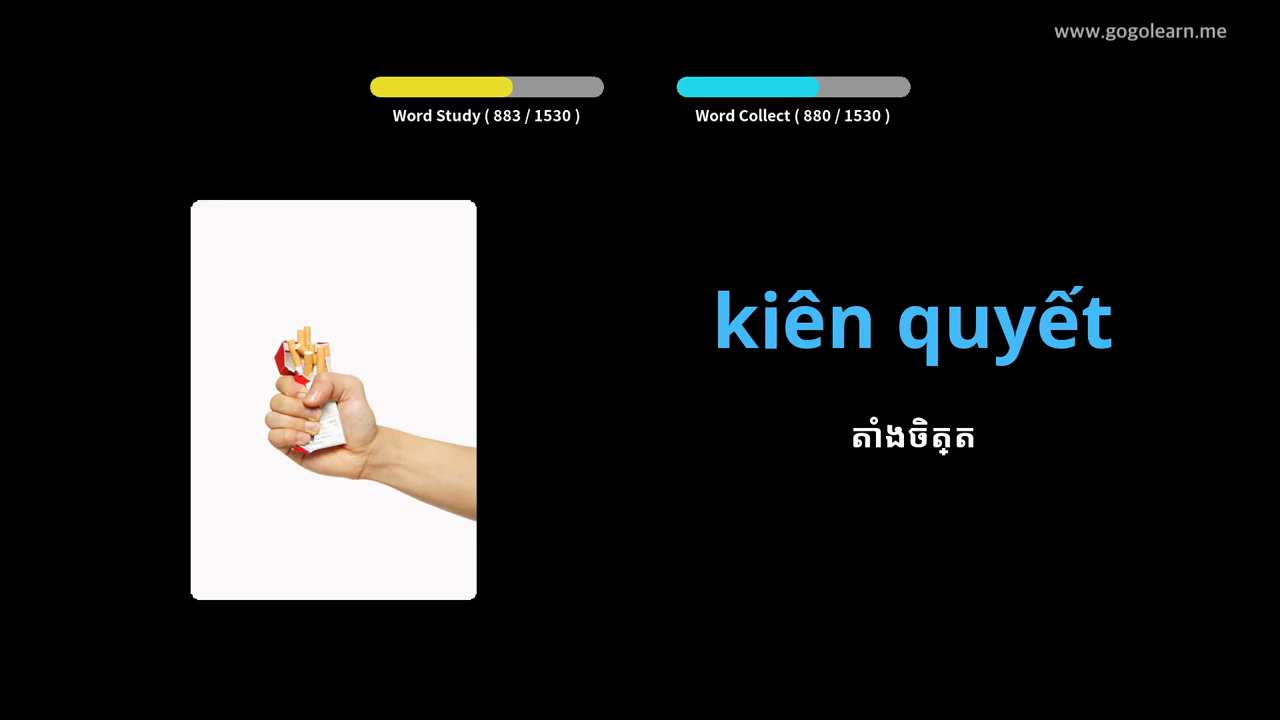 www.gogolearn.me
Word Study ( 883 / 1530 )
Word Collect ( 880 / 1530 )
kiên quyết
តាំងចិត្ត